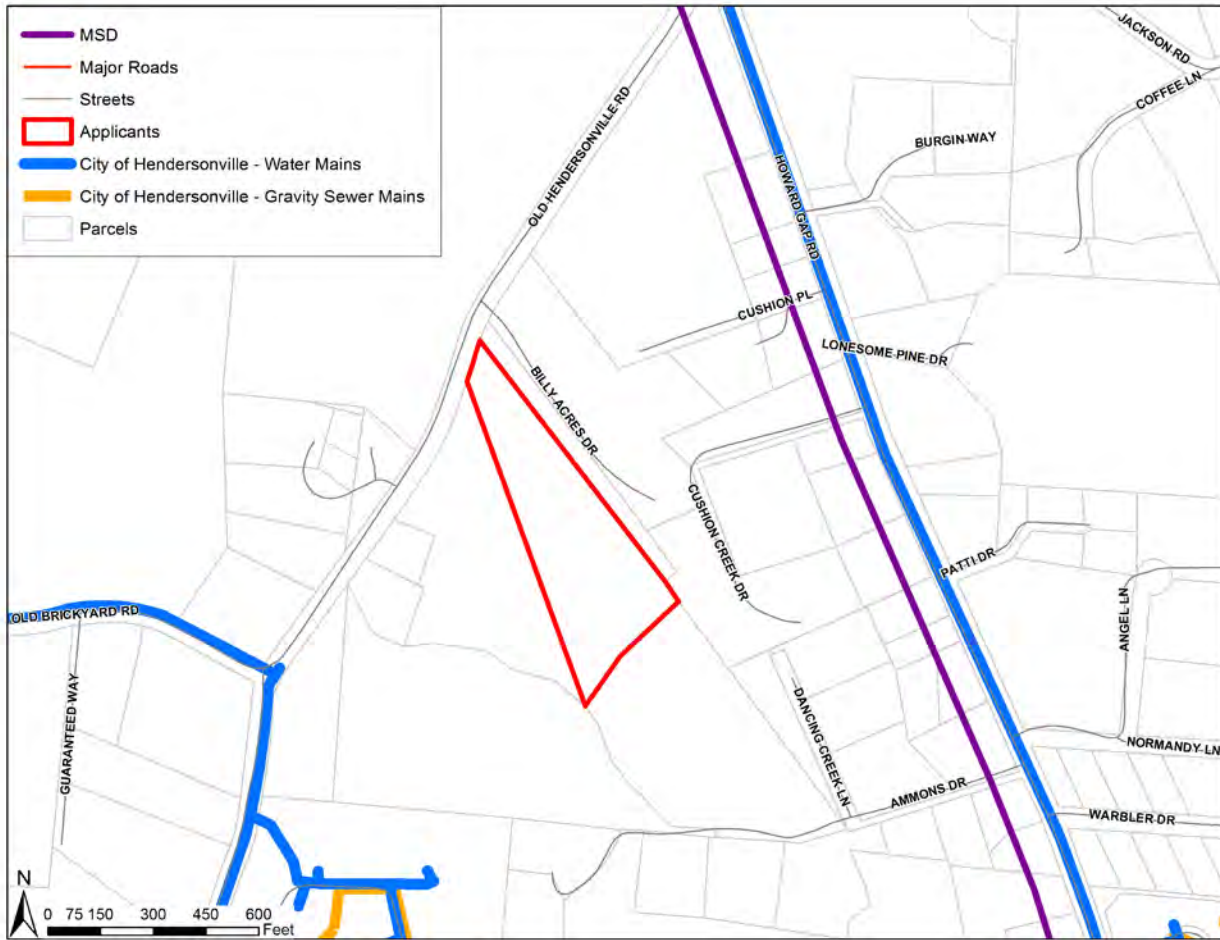 MSD
Major Roads
Streets
Applicants
City of Hendersonville - Water Mains
City of Hendersonville - Gravity Sewer Mains
Parcels
JACKSON RD
COFFEE LN
BURGIN WAY
OLD HENDERSONVILLE RD
HOWARD GAP RD
CUSHION PL
LONESOME PINE DR
BILLY ACRES DR
CUSHION CREEK DR
PATTI DR
ANGEL LN
OLD BRICKYARD RD
GUARANTEED WAY
DANCING CREEK LN
NORMANDY LN
AMMONS DR
WARBLER DR
N
0 75 150 300 450 600
Feet